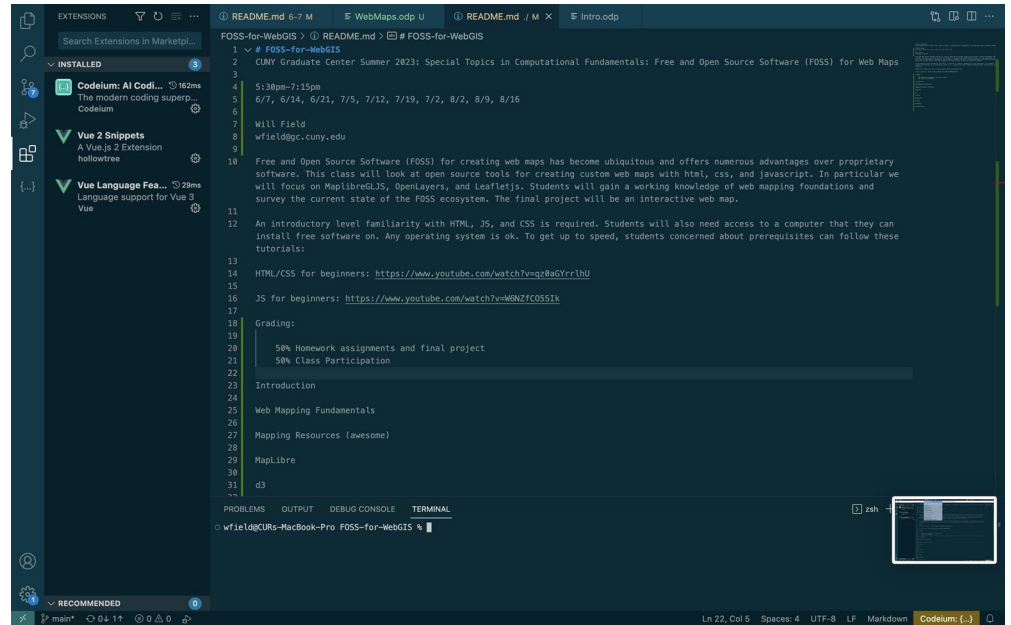 EXTENSIONS
Search Extensions in Marketpl...
INSTALLED 3
Codeium: AI Codi... 162ms
The modern coding superp...
Codeium
Vue 2 Snippets
A Vue.js 2 Extension
hollowtree
Vue Language Fea... 29ms
Language support for Vue 3
Vue
RECOMMENDED 0
7
1
README.md 6-7 M WebMaps.odp U README.md ./ M Intro.odp
FOSS-for-WebGIS > README.md > # FOSS-for-WebGIS
1 # FOSS-for-WebGIS
2 CUNY Graduate Center Summer 2023: Special Topics in Computational Fundamentals: Free and Open Source Software (FOSS) for Web Maps
3
4 5:30pm-7:15pm
5 6/7, 6/14, 6/21, 7/5, 7/12, 7/19, 7/2, 8/2, 8/9, 8/16
6
7 Will Field
8 wfield@gc.cuny.edu
9
10 Free and Open Source Software (FOSS) for creating web maps has become ubiquitous and offers numerous advantages over proprietary
software. This class will look at open source tools for creating custom web maps with html, css, and javascript. In particular we
will focus on MaplibreGLJS, OpenLayers, and Leafletjs. Students will gain a working knowledge of web mapping foundations and
survey the current state of the FOSS ecosystem. The final project will be an interactive web map.
11
12 An introductory level familiarity with HTML, JS, and CSS is required. Students will also need access to a computer that they can
install free software on. Any operating system is ok. To get up to speed, students concerned about prerequisites can follow these
tutorials:
13
14 HTML/CSS for beginners: https://www.youtube.com/watch?v=qz0aGYrrlhU
15
16 JS for beginners: https://www.youtube.com/watch?v=W6NZfCO5SIk
17
18 Grading:
19
20 50% Homework assignments and final project
21 50% Class Participation
22
23 Introduction
24
25 Web Mapping Fundamentals
26
27 Mapping Resources (awesome)
28
29 MapLibre
30
31 d3
PROBLEMS OUTPUT DEBUG CONSOLE TERMINAL
zsh
wfield@CURs-MacBook-Pro FOSS-for-WebGIS %
main* 0↓ 1↑ 0 0 Ln 22, Col 5 Spaces: 4 UTF-8 LF Markdown Codeium: {...}